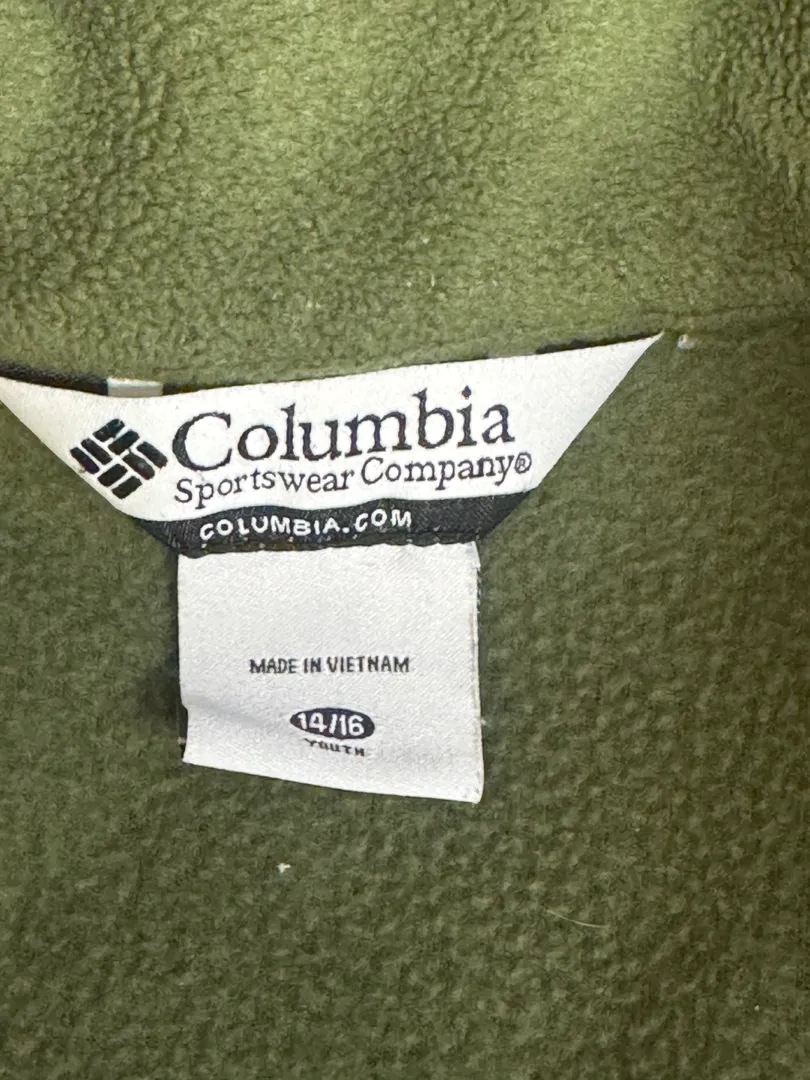 Columbia
Sportswear Company®
COLUMBIA.COM
MADE IN VIETNAM
14/16
YOUTH